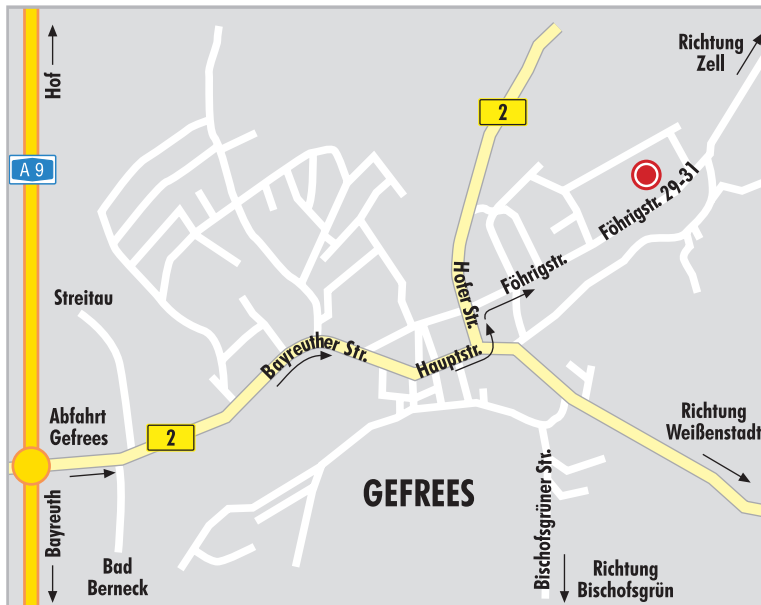 Hof
A 9
2
Richtung
Zell
Föhrigstr. 29-31
Streitau
Hofer Str.
Föhrigstr.
Bayreuther Str.
Hauptstr.
Abfahrt
Gefrees
2
Richtung
Weißenstadt
GEFREES
Bayreuth
Bad
Berneck
Bischofsgrüner Str.
Richtung
Bischofsgrün